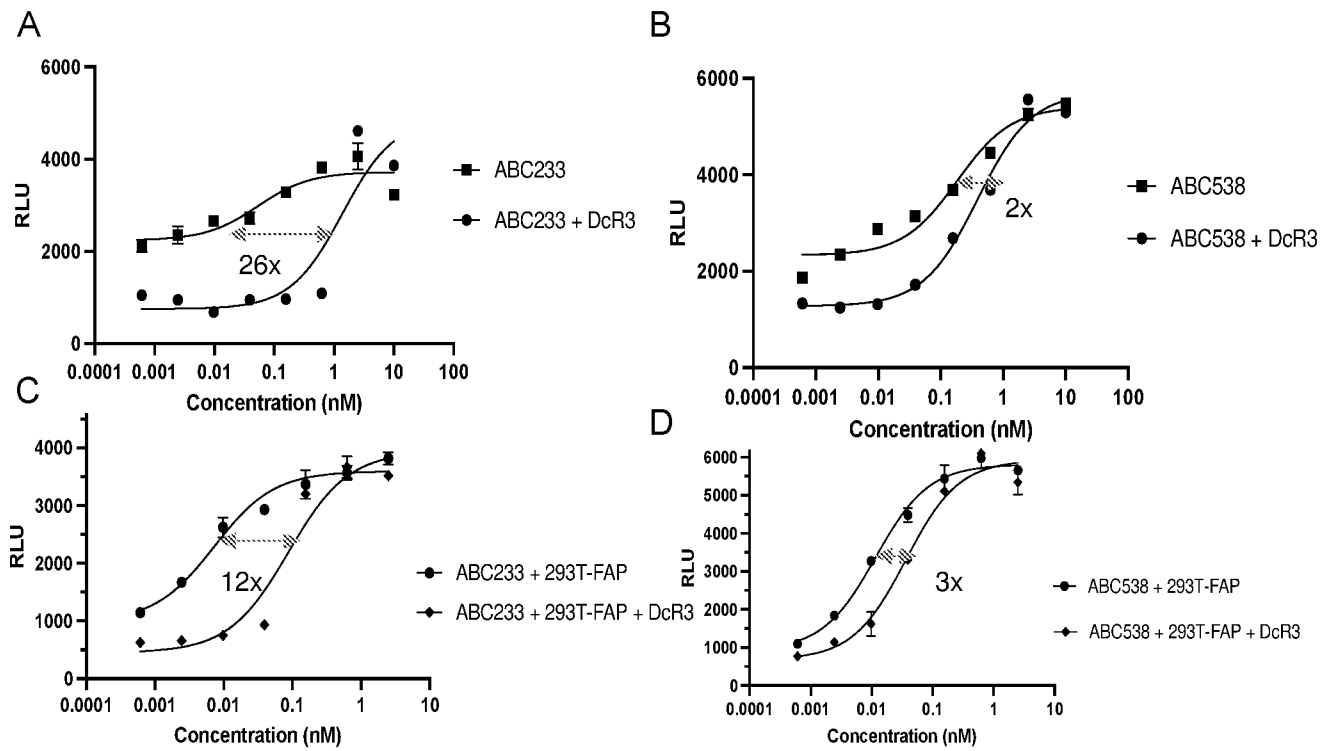 A
6000
4000
2000
0
RLU
0.0001 0.001 0.01 0.1 1 10 100
Concentration (nM)
26x
ABC233
ABC233 + DcR3
B
6000
4000
2000
0
RLU
0.0001 0.001 0.01 0.1 1 10 100
Concentration (nM)
2x
ABC538
ABC538 + DcR3
C
4000
3000
2000
1000
0
RLU
0.0001 0.001 0.01 0.1 1 10
Concentration (nM)
12x
ABC233 + 293T-FAP
ABC233 + 293T-FAP + DcR3
D
6000
5000
4000
3000
2000
1000
0
RLU
0.0001 0.001 0.01 0.1 1 10
Concentration (nM)
3x
ABC538 + 293T-FAP
ABC538 + 293T-FAP + DcR3